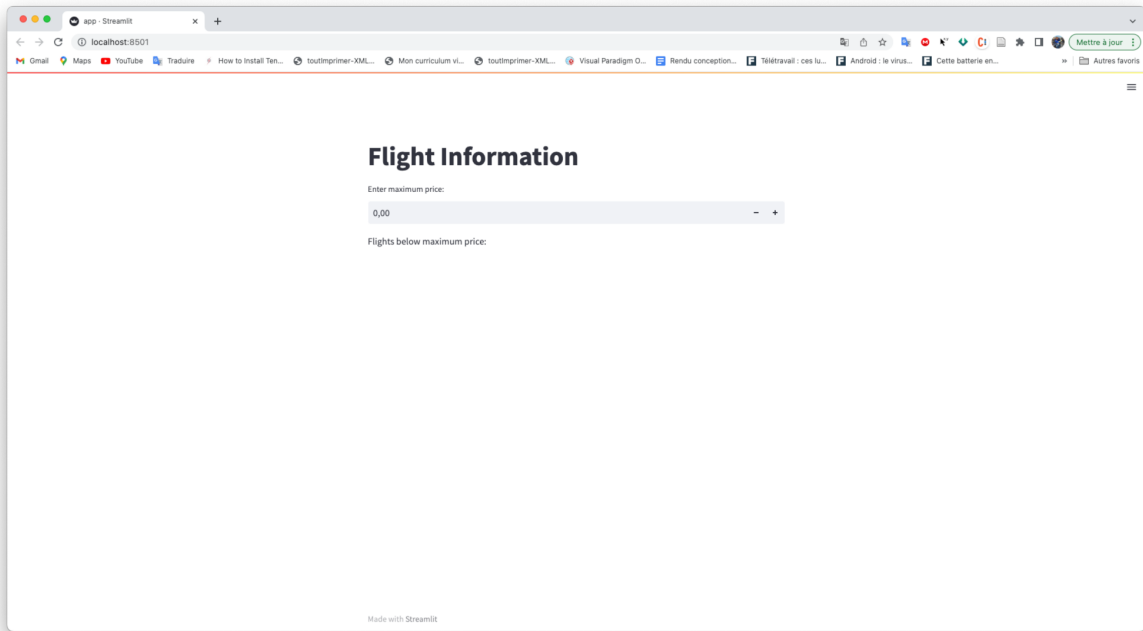 app · Streamlit
localhost:8501
Mettre à jour
Gmail Maps YouTube Traduire How to Install Ten... toutImprimer-XML... Mon curriculum vi... toutImprimer-XML... Visual Paradigm O... Rendu conception... Télétravail : ces lu... Android : le virus... Cette batterie en... » Autres favoris
Flight Information
Enter maximum price:
0,00
Flights below maximum price:
Made with Streamlit